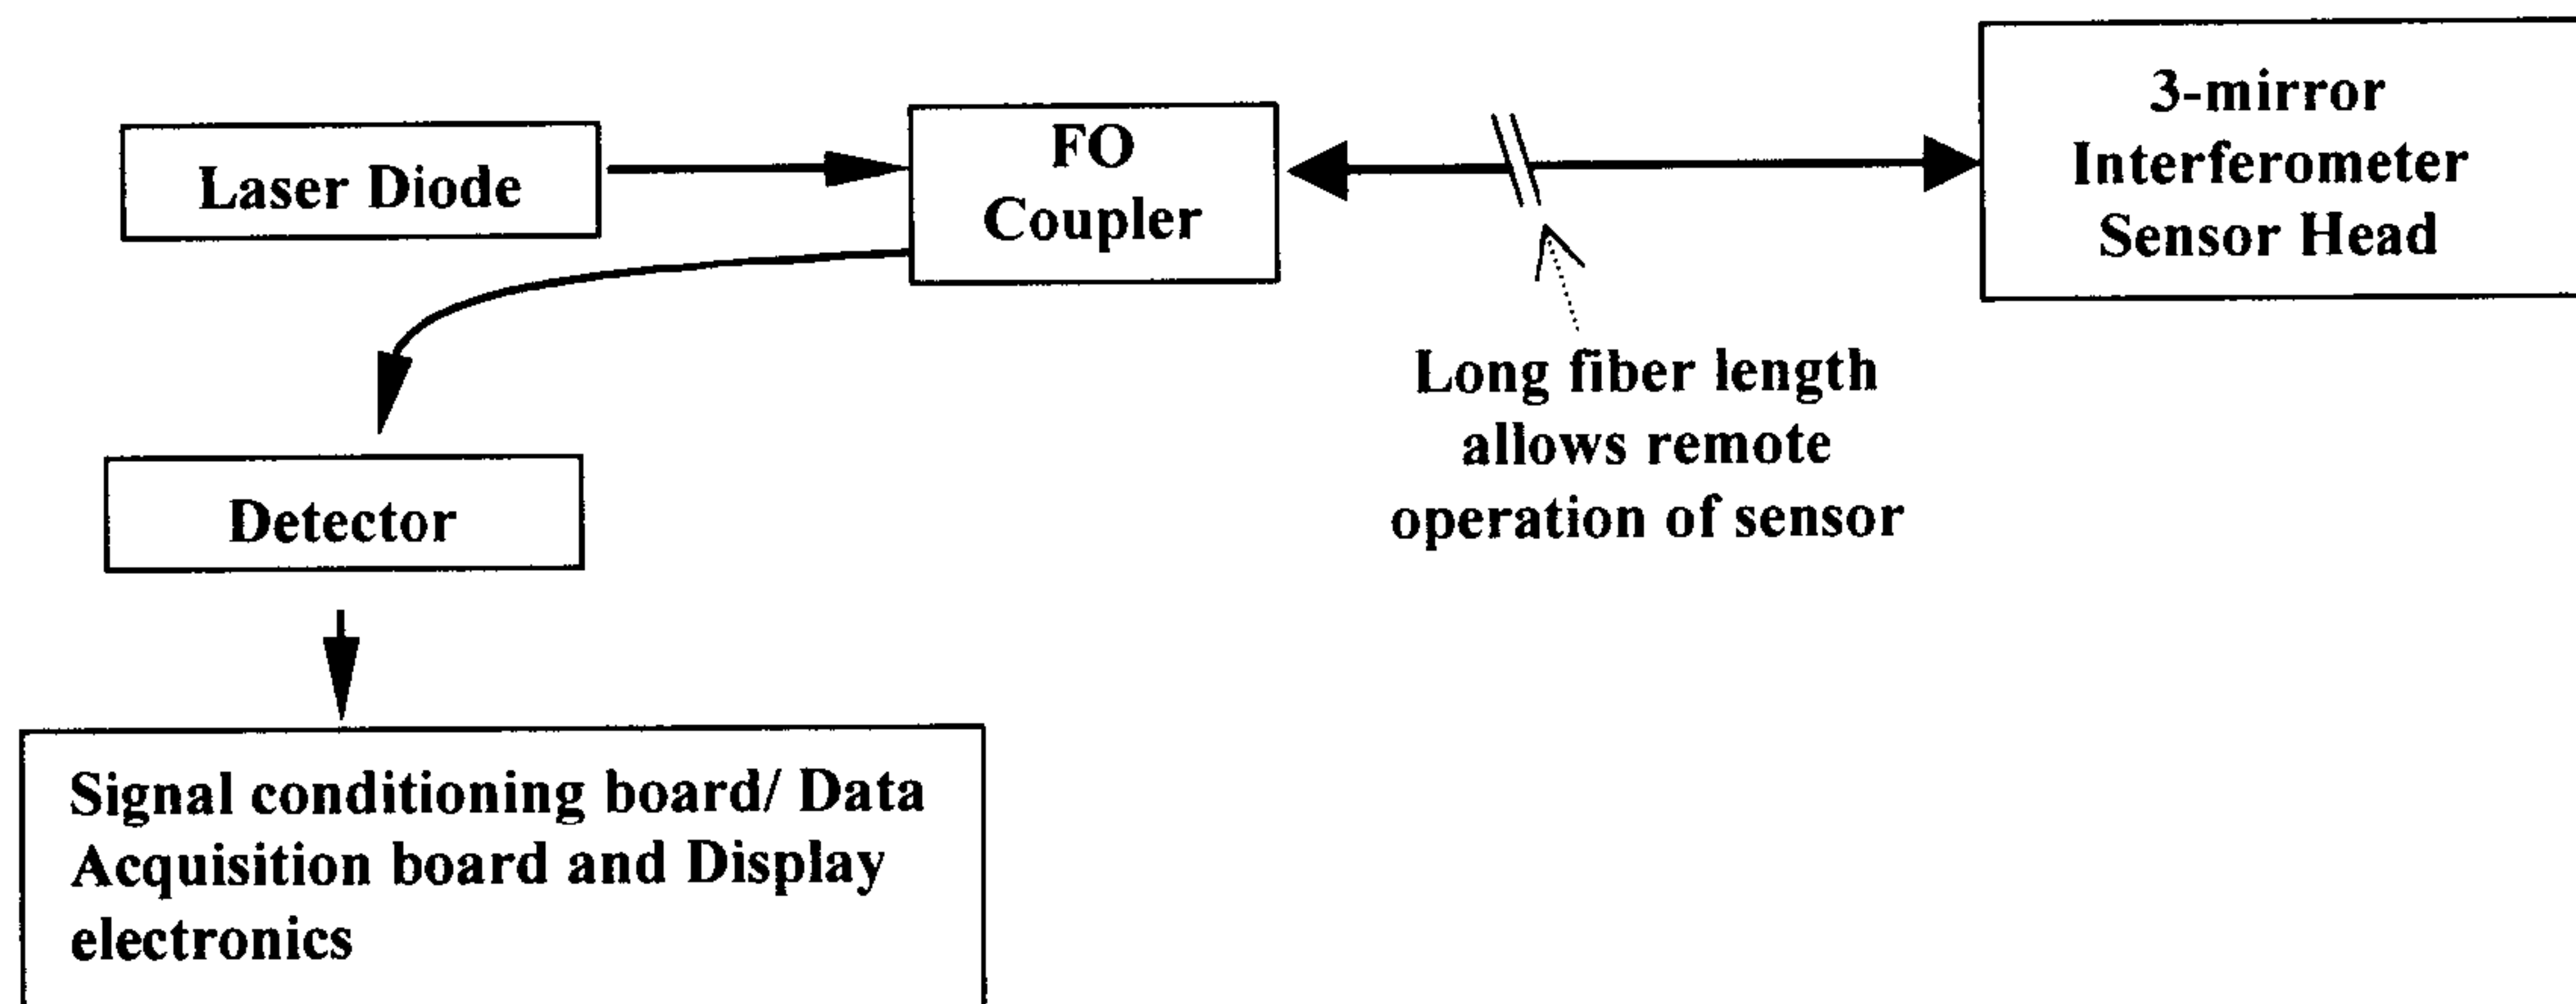 Laser Diode
FO
Coupler
3-mirror
Interferometer
Sensor Head
Long fiber length
allows remote
operation of sensor
Detector
Signal conditioning board/ Data
Acquisition board and Display
electronics